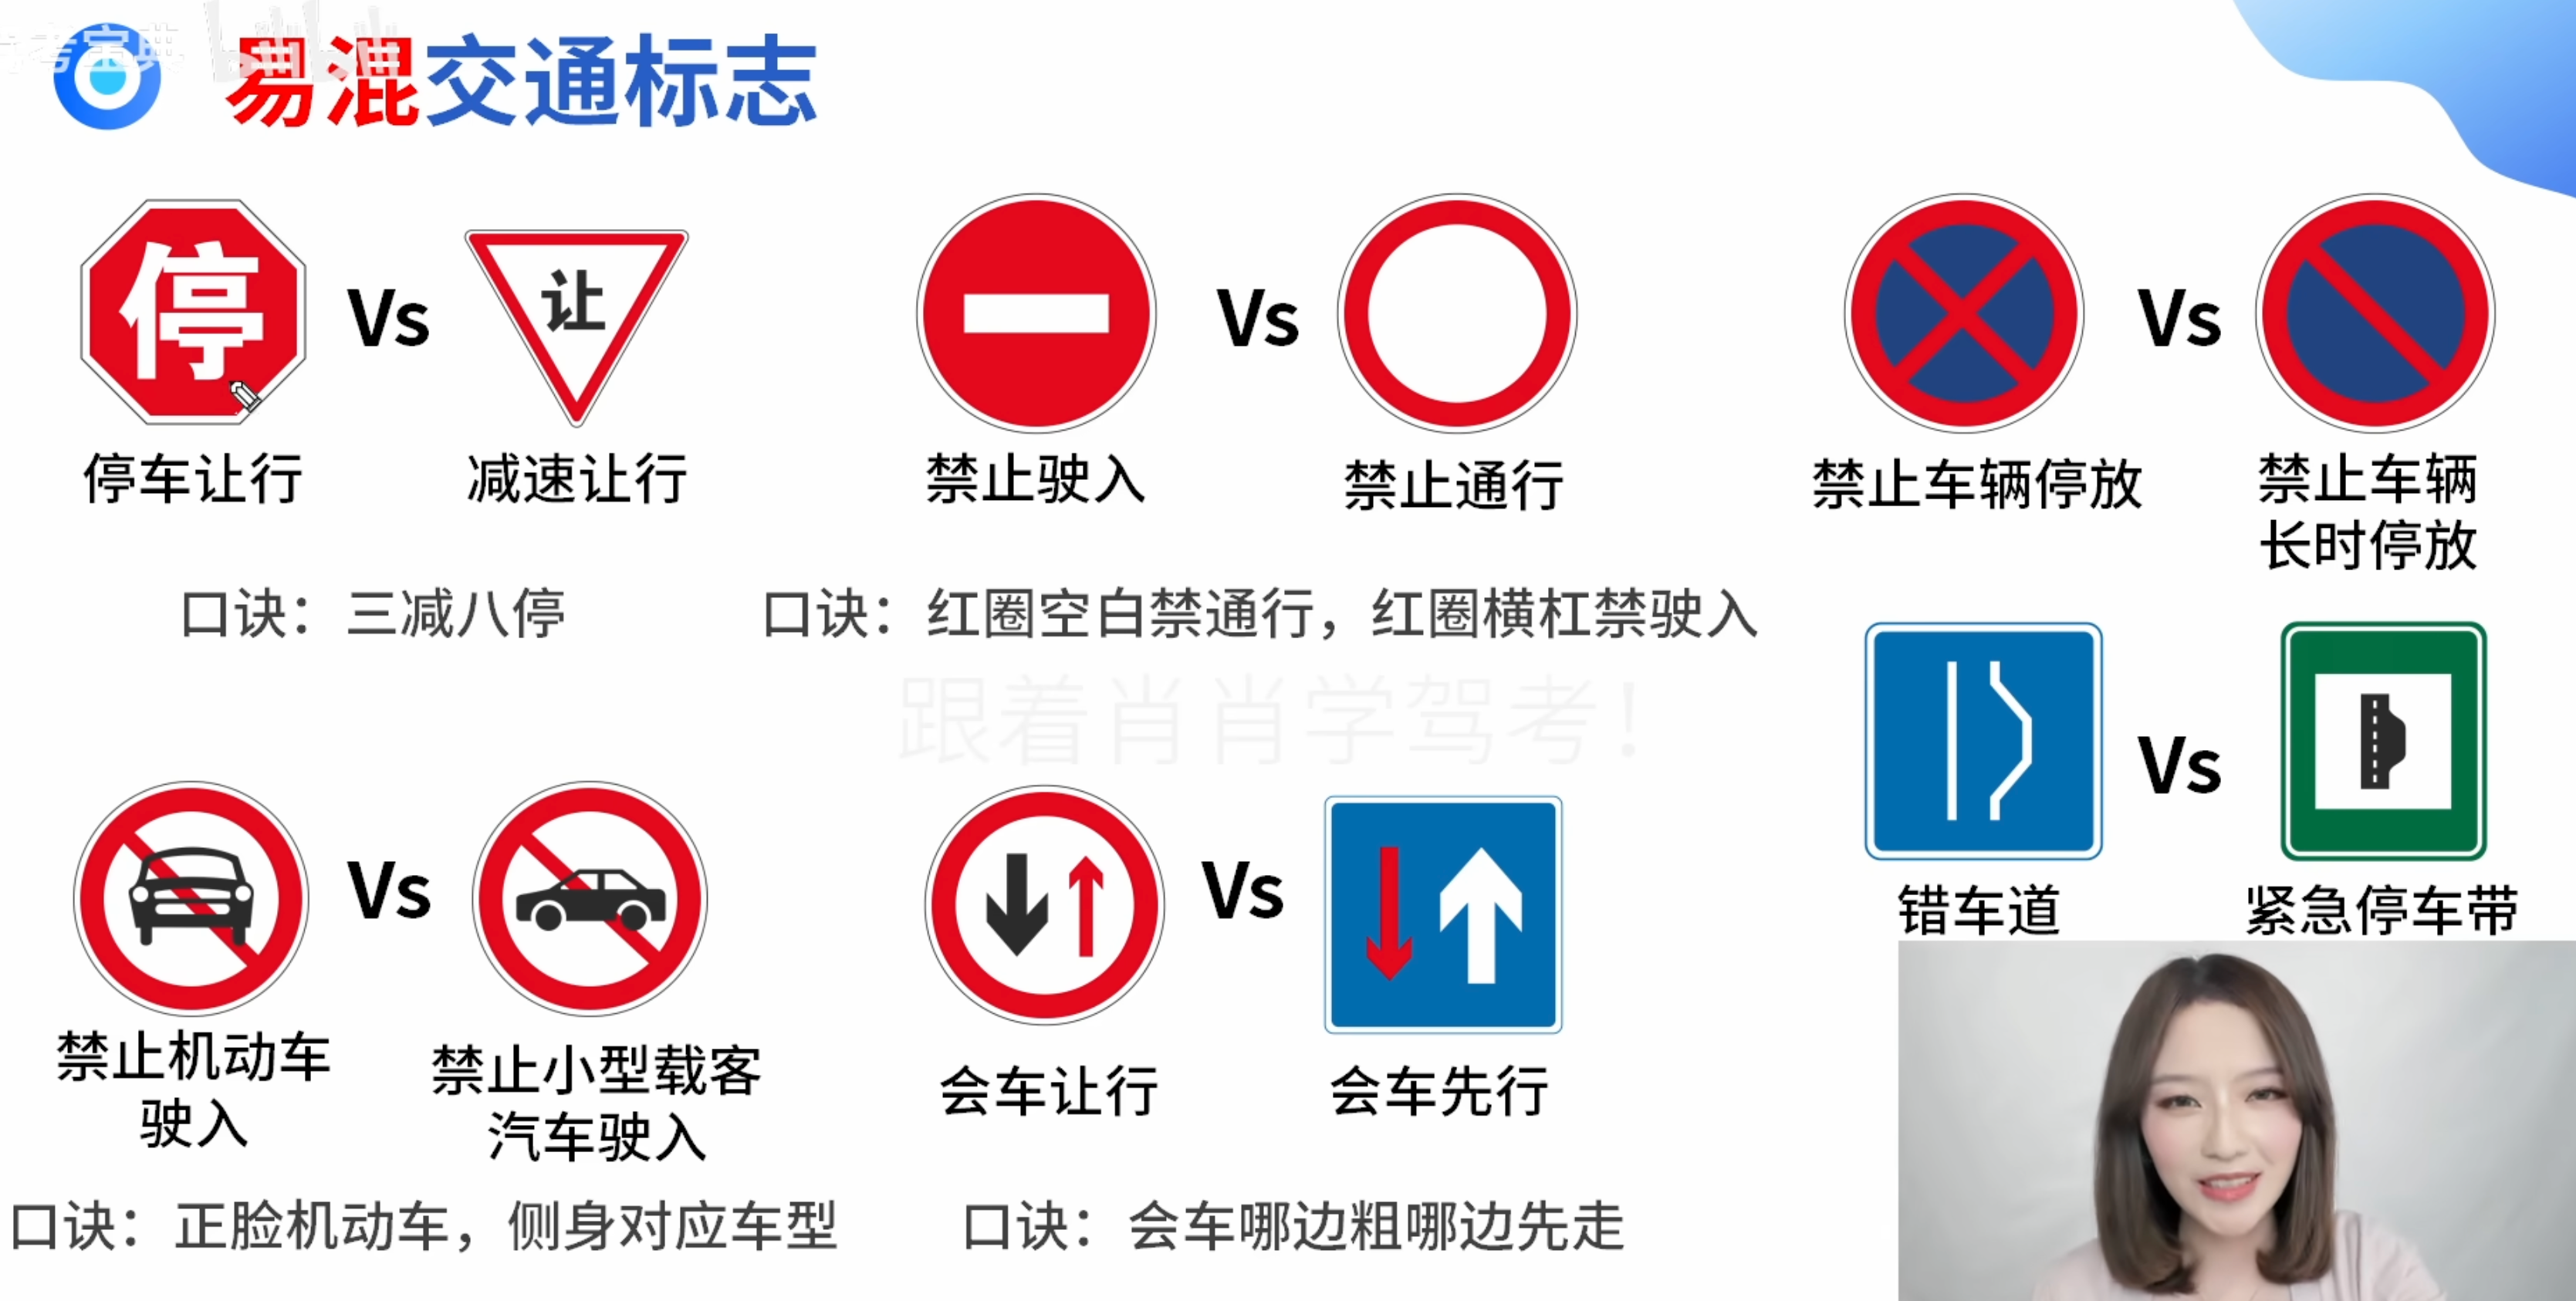 考宝典
易混交通标志
停
Vs
让
Vs
Vs
停车让行
减速让行
禁止驶入
禁止通行
禁止车辆停放
禁止车辆
长时停放
口诀：三减八停
口诀：红圈空白禁通行，红圈横杠禁驶入
跟着肖肖学驾考！
Vs
Vs
Vs
错车道
紧急停车带
禁止机动车
驶入
禁止小型载客
汽车驶入
会车让行
会车先行
口诀：正脸机动车，侧身对应车型
口诀：会车哪边粗哪边先走